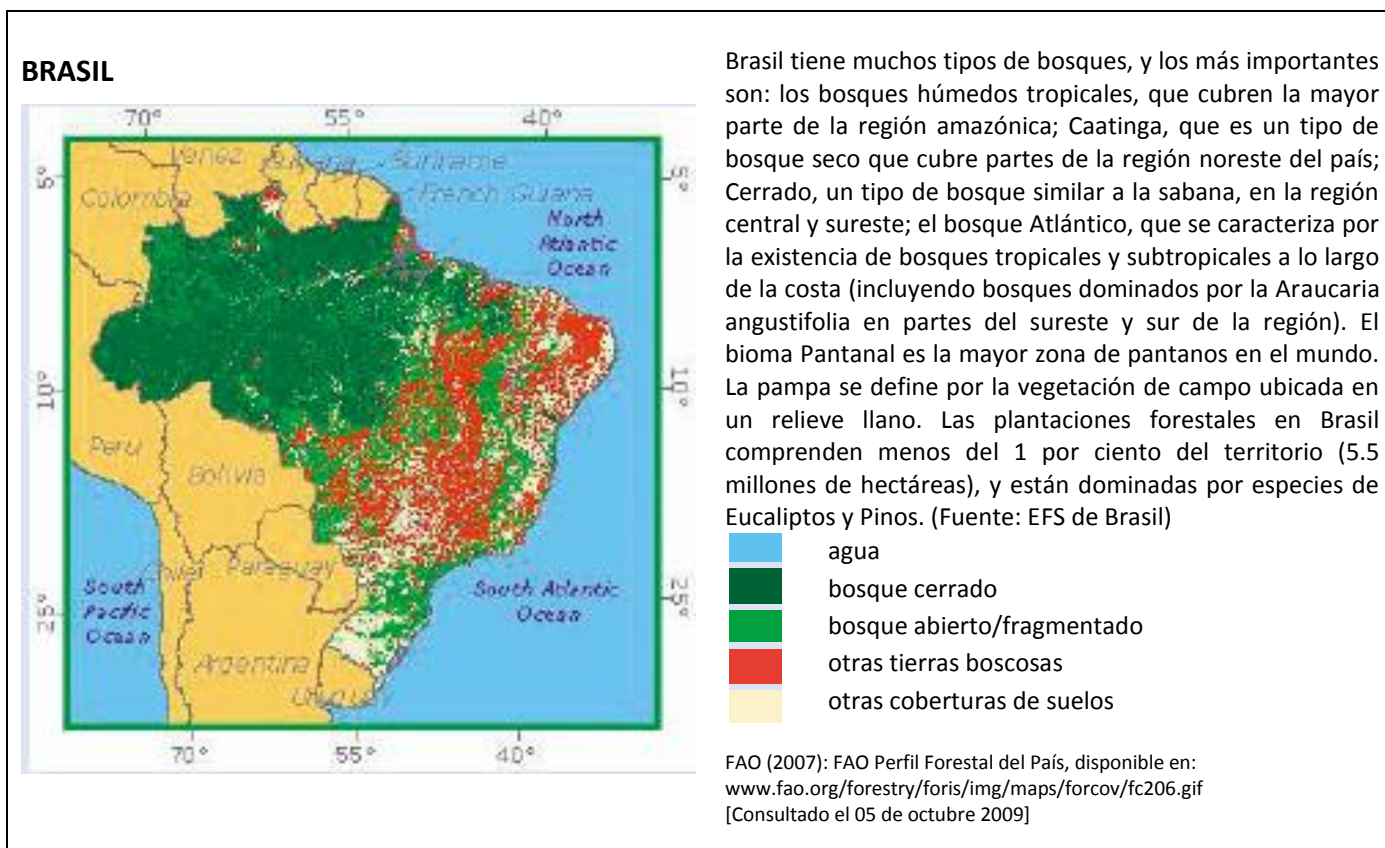 BRASIL
70° 55° 40°
5° 5°
10° 10°
25° 25°
70° 55° 40°
Venez
Guyana
Suriname
French Guiana
Colombia
North
Atlantic
Ocean
Peru
Bolivia
Chile
Paraguay
South
Pacific
Ocean
South Atlantic
Ocean
Argentina
Uruguay
Brasil tiene muchos tipos de bosques, y los más importantes
son: los bosques húmedos tropicales, que cubren la mayor
parte de la región amazónica; Caatinga, que es un tipo de
bosque seco que cubre partes de la región noreste del país;
Cerrado, un tipo de bosque similar a la sabana, en la región
central y sureste; el bosque Atlántico, que se caracteriza por
la existencia de bosques tropicales y subtropicales a lo largo
de la costa (incluyendo bosques dominados por la Araucaria
angustifolia en partes del sureste y sur de la región). El
bioma Pantanal es la mayor zona de pantanos en el mundo.
La pampa se define por la vegetación de campo ubicada en
un relieve llano. Las plantaciones forestales en Brasil
comprenden menos del 1 por ciento del territorio (5.5
millones de hectáreas), y están dominadas por especies de
Eucaliptos y Pinos. (Fuente: EFS de Brasil)
agua
bosque cerrado
bosque abierto/fragmentado
otras tierras boscosas
otras coberturas de suelos
FAO (2007): FAO Perfil Forestal del País, disponible en:
www.fao.org/forestry/foris/img/maps/forcov/fc206.gif
[Consultado el 05 de octubre 2009]